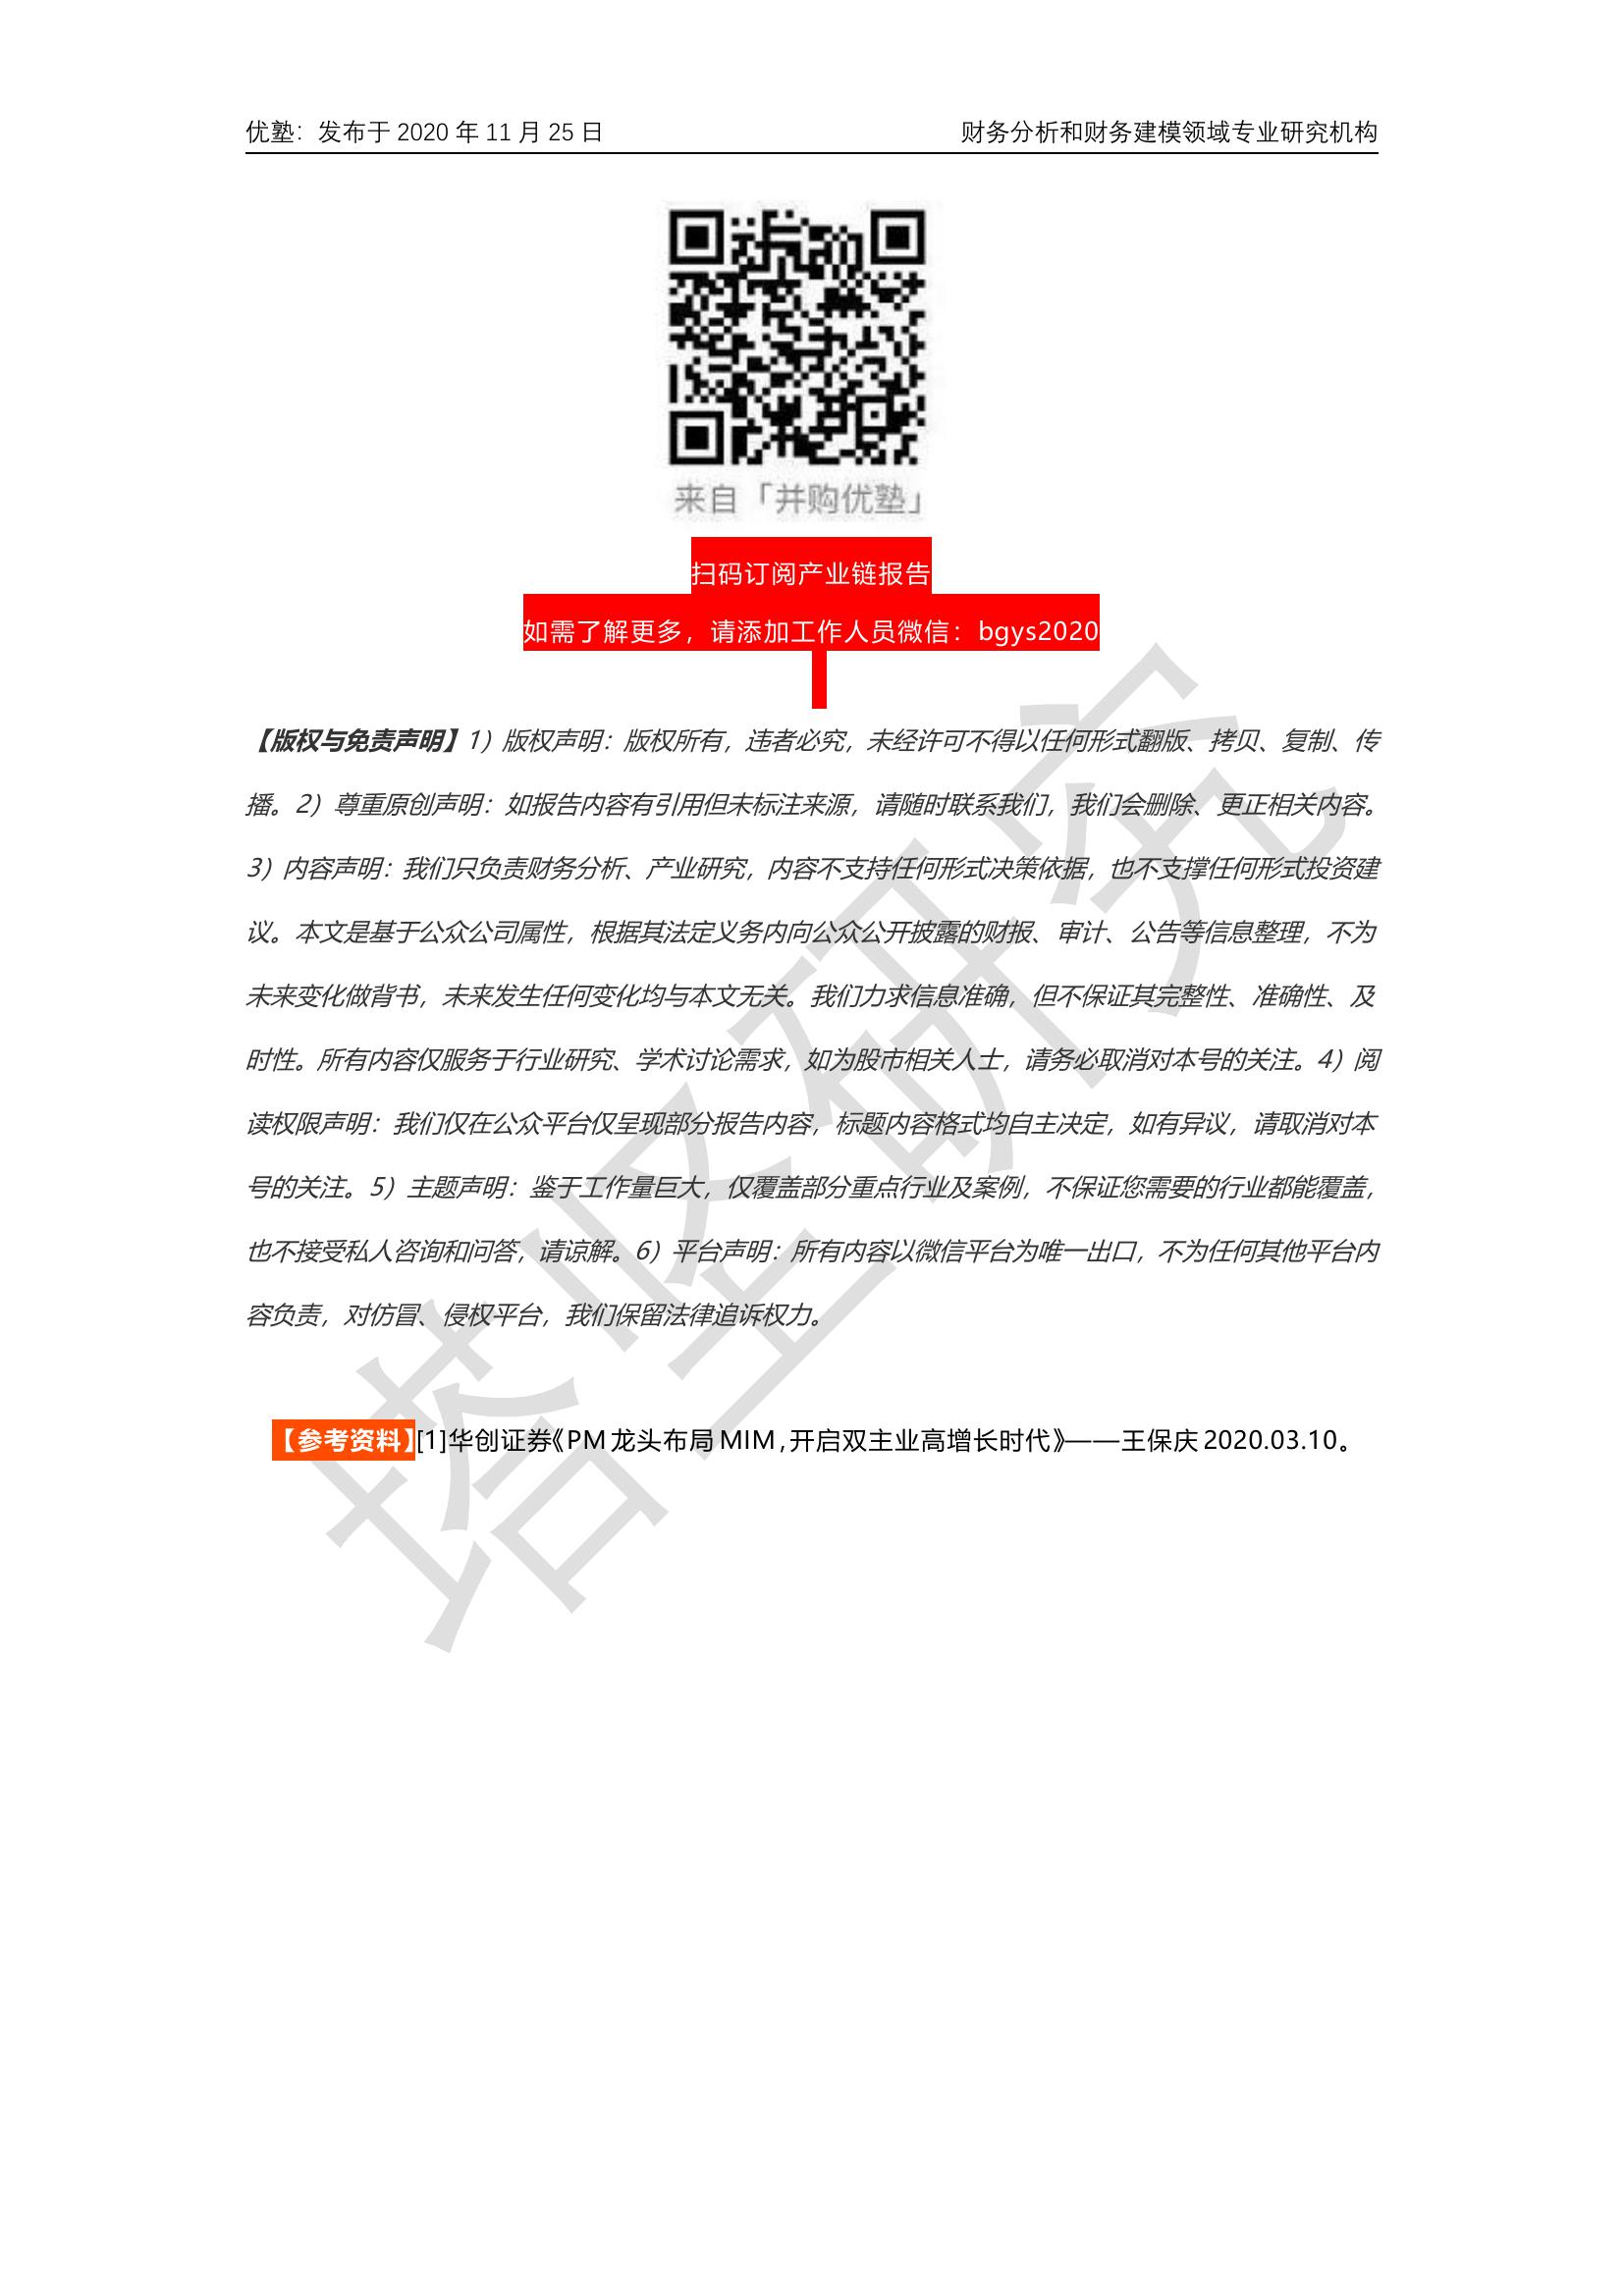 优塾：发布于 2020 年 11 月 25 日
财务分析和财务建模领域专业研究机构
来自「并购优塾」
扫码订阅产业链报告
如需了解更多，请添加工作人员微信：bgys2020
【版权与免责声明】1）版权声明：版权所有，违者必究，未经许可不得以任何形式翻版、拷贝、复制、传
播。2）尊重原创声明：如报告内容有引用但未标注来源，请随时联系我们，我们会删除、更正相关内容。
3）内容声明：我们只负责财务分析、产业研究，内容不支持任何形式决策依据，也不支撑任何形式投资建
议。本文是基于公众公司属性，根据其法定义务内向公众公开披露的财报、审计、公告等信息整理，不为
未来变化做背书，未来发生任何变化均与本文无关。我们力求信息准确，但不保证其完整性、准确性、及
时性。所有内容仅服务于行业研究、学术讨论需求，如为股市相关人士，请务必取消对本号的关注。4）阅
读权限声明：我们仅在公众平台仅呈现部分报告内容，标题内容格式均自主决定，如有异议，请取消对本
号的关注。5）主题声明：鉴于工作量巨大，仅覆盖部分重点行业及案例，不保证您需要的行业都能覆盖，
也不接受私人咨询和问答，请谅解。6）平台声明：所有内容以微信平台为唯一出口，不为任何其他平台内
容负责，对仿冒、侵权平台，我们保留法律追诉权力。
【参考资料】[1]华创证券《PM 龙头布局 MIM，开启双主业高增长时代》——王保庆 2020.03.10。
塔坚研究